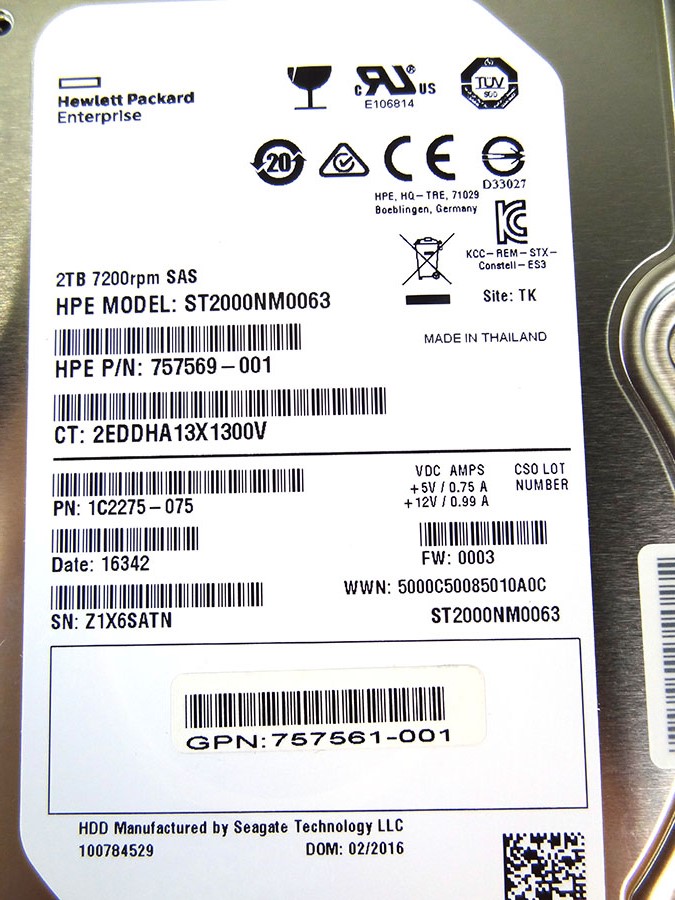 Hewlett Packard
Enterprise
c RU® US
E106814
TÜV
SÜD
20
CE
D33027
HPE, HQ-TRE, 71029
Boeblingen, Germany
KCC-REM-STX-
Constell-ES3
2TB 7200rpm SAS
HPE MODEL: ST2000NM0063
Site: TK
MADE IN THAILAND
HPE P/N: 757569-001
CT: 2EDDHA13X1300V
VDC AMPS
+5V / 0.75 A
+12V / 0.99 A
CSO LOT
NUMBER
PN: 1C2275-075
Date: 16342
FW: 0003
WWN: 5000C50085010A0C
SN: Z1X6SATN
ST2000NM0063
GPN:757561-001
HDD Manufactured by Seagate Technology LLC
100784529
DOM: 02/2016